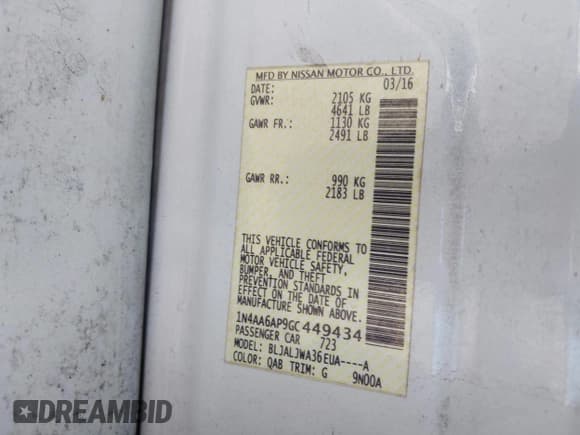 MFD BY NISSAN MOTOR CO., LTD.
DATE: 03/16
GVWR: 2105 KG
4641 LB
GAWR FR.: 1130 KG
2491 LB
GAWR RR.: 990 KG
2183 LB
THIS VEHICLE CONFORMS TO
ALL APPLICABLE FEDERAL
MOTOR VEHICLE SAFETY,
BUMPER, AND THEFT
PREVENTION STANDARDS IN
EFFECT ON THE DATE OF
MANUFACTURE SHOWN ABOVE.
1N4AA6AP9GC449434
PASSENGER CAR 723
MODEL: BLJALJWA36EUA----A
COLOR: QAB TRIM: G 9N00A
DREAMBID